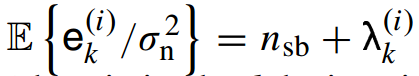 𝔼 { e_k^{(i)} / σ_n^2 } = n_sb + λ_k^{(i)}